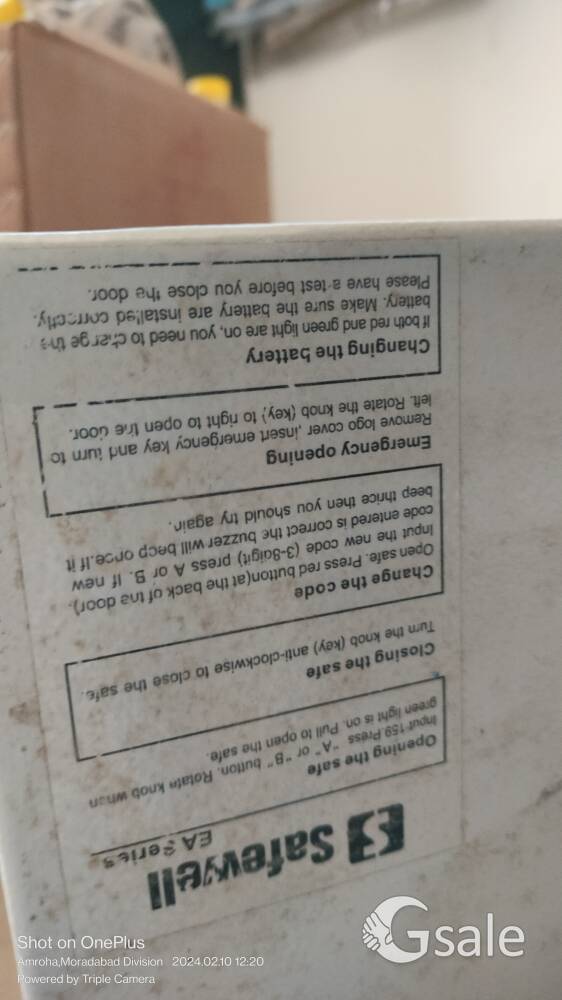 Safewell
EA Series
Opening the safe
Input 159 Press "A" or "B" button. Rotate knob when
green light is on. Pull to open the safe.
Closing the safe
Turn the knob (key) anti-clockwise to close the safe.
Change the code
Open safe. Press red button(at the back of the door).
Input the new code (3-8digit) press A or B. If new
code entered is correct the buzzer will beep once.If it
beep thrice then you should try again.
Emergency opening
Remove logo cover ,insert emergency key and turn to
left. Rotate the knob (key) to right to open the door.
Changing the battery
If both red and green light are on, you need to charge the
battery. Make sure the battery are installed correctly.
Please have a test before you close the door.
Gsale
Shot on OnePlus
Amroha,Moradabad Division 2024.02.10 12:20
Powered by Triple Camera